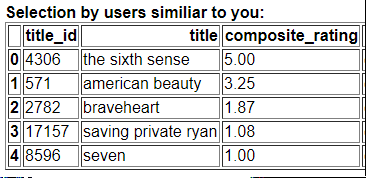 Selection by users similiar to you:
title_id title composite_rating
0 4306 the sixth sense 5.00
1 571 american beauty 3.25
2 2782 braveheart 1.87
3 17157 saving private ryan 1.08
4 8596 seven 1.00